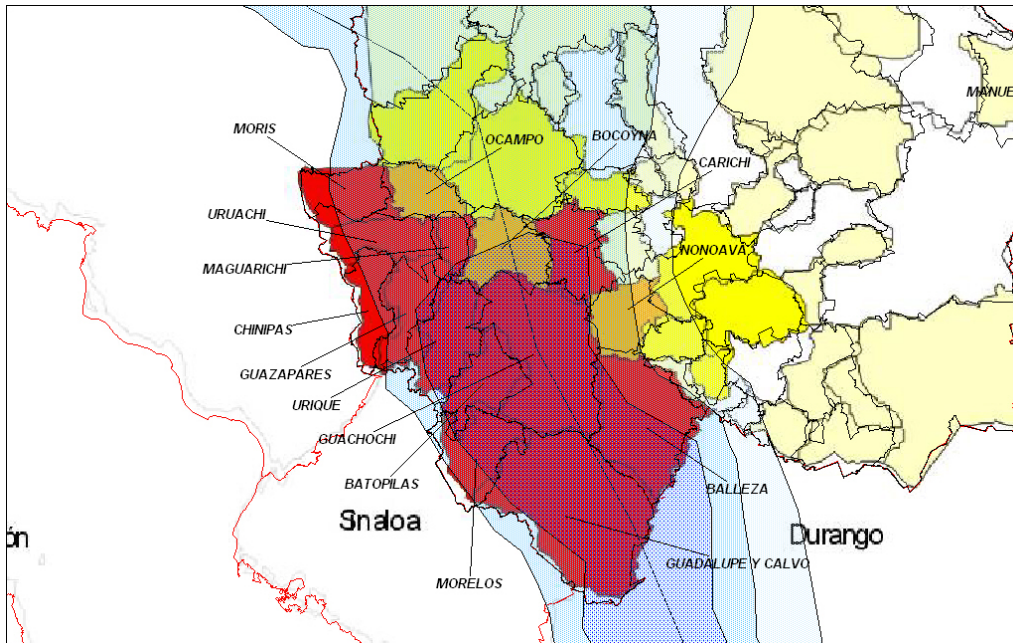 MANUE
MORIS
OCAMPO
BOCOYNA
CARICHI
URUACHI
NONOAVA
MAGUARICHI
CHINIPAS
GUAZAPARES
URIQUE
GUACHOCHI
BATOPILAS
BALLEZA
Sinaloa
Durango
ón
GUADALUPE Y CALVO
MORELOS